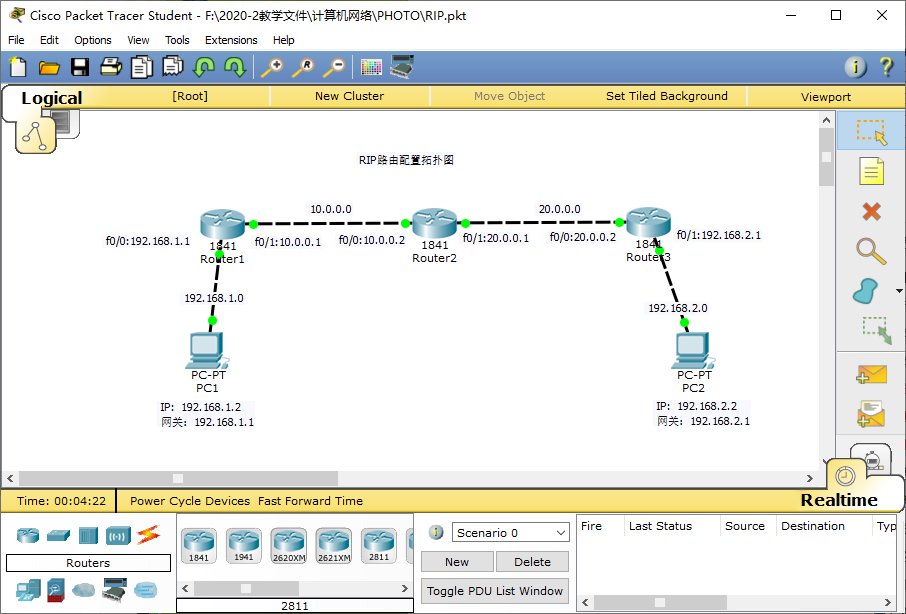 Cisco Packet Tracer Student - F:\2020-2教学文件\计算机网络\PHOTO\RIP.pkt
File Edit Options View Tools Extensions Help
Logical [Root] New Cluster Move Object Set Tiled Background Viewport
RIP路由配置拓扑图
10.0.0.0 20.0.0.0
f0/0:192.168.1.1 f0/1:10.0.0.1 f0/0:10.0.0.2 f0/1:20.0.0.1 f0/0:20.0.0.2 f0/1:192.168.2.1
1841 1841 1841
Router1 Router2 Router3
192.168.1.0 192.168.2.0
PC-PT PC-PT
PC1 PC2
IP: 192.168.1.2 IP: 192.168.2.2
网关: 192.168.1.1 网关: 192.168.2.1
Time: 00:04:22 Power Cycle Devices Fast Forward Time Realtime
Routers
1841 1941 2620XM 2621XM 2811
2811
Scenario 0
New Delete
Toggle PDU List Window
Fire Last Status Source Destination Typ